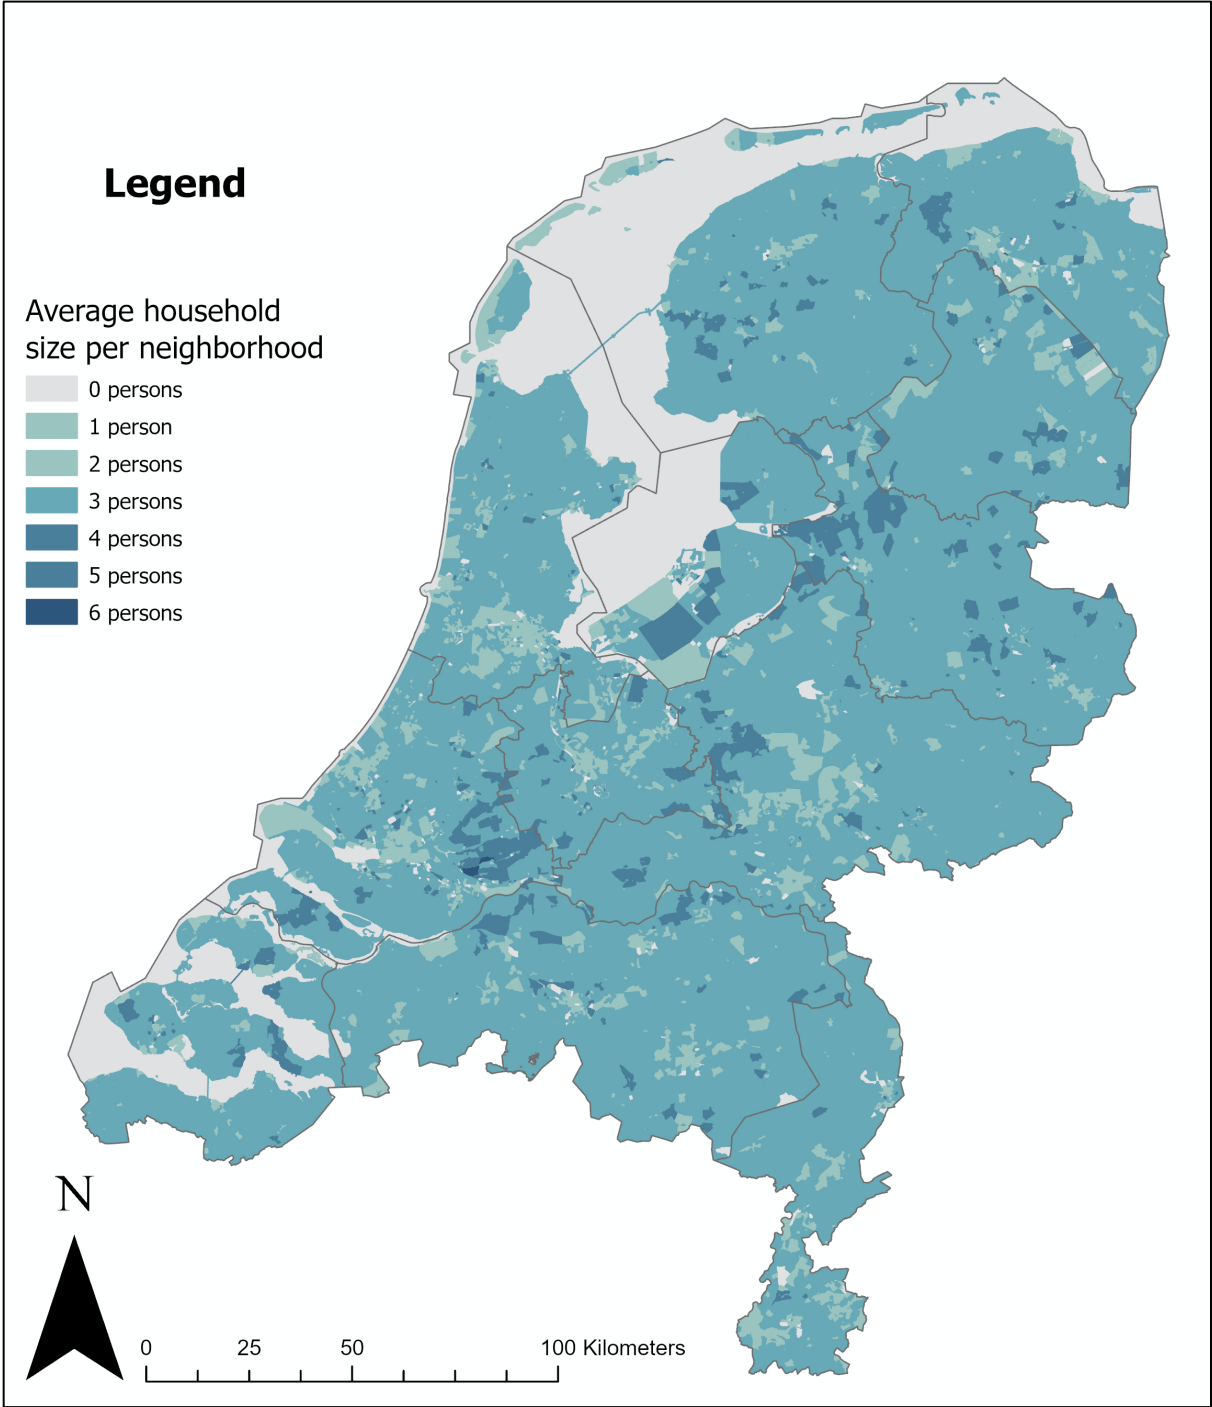 Legend
Average household
size per neighborhood
0 persons
1 person
2 persons
3 persons
4 persons
5 persons
6 persons
N
0 25 50 100 Kilometers